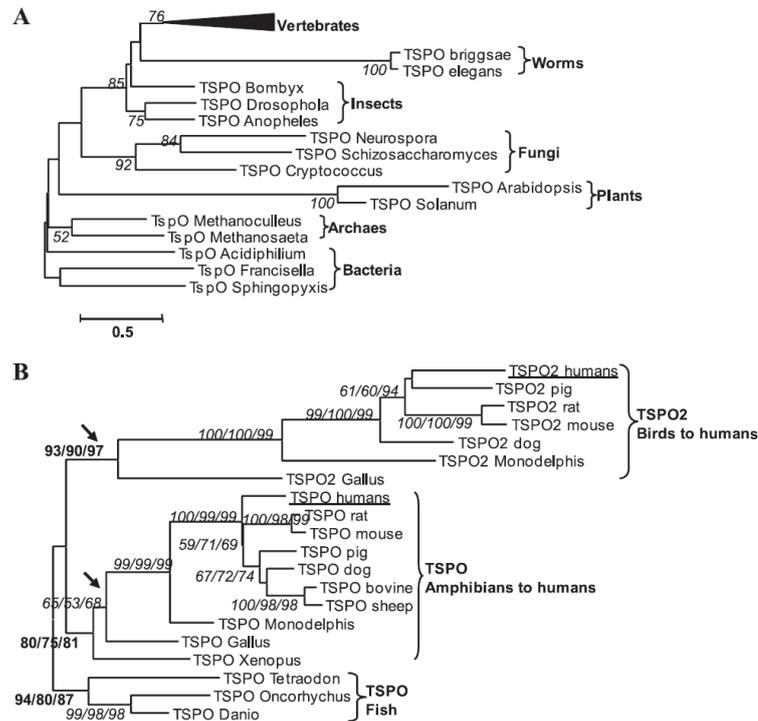 A
76
Vertebrates
TSPO briggsae
TSPO elegans
100
Worms
85
TSPO Bombyx
TSPO Drosophola
Insects
75
TSPO Anopheles
84
TSPO Neurospora
TSPO Schizosaccharomyces
Fungi
92
TSPO Cryptococcus
TSPO Arabidopsis
Plants
100
TSPO Solanum
TspO Methanoculleus
Archaes
52
TspO Methanosaeta
TspO Acidiphilium
TspO Francisella
Bacteria
TspO Sphingopyxis
0.5
B
TSPO2 humans
61/60/94
TSPO2 pig
TSPO2 rat
99/100/99
100/100/99
TSPO2 mouse
TSPO2
Birds to humans
100/100/99
TSPO2 dog
93/90/97
TSPO2 Monodelphis
TSPO2 Gallus
TSPO humans
100/99/99
100/98/99
TSPO rat
TSPO mouse
59/71/69
TSPO pig
99/99/99
TSPO dog
67/72/74
TSPO
Amphibians to humans
TSPO bovine
100/98/98
TSPO sheep
65/53/68
TSPO Monodelphis
80/75/81
TSPO Gallus
TSPO Xenopus
TSPO Tetraodon
94/80/87
TSPO Oncorhychus
TSPO
Fish
99/98/98
TSPO Danio